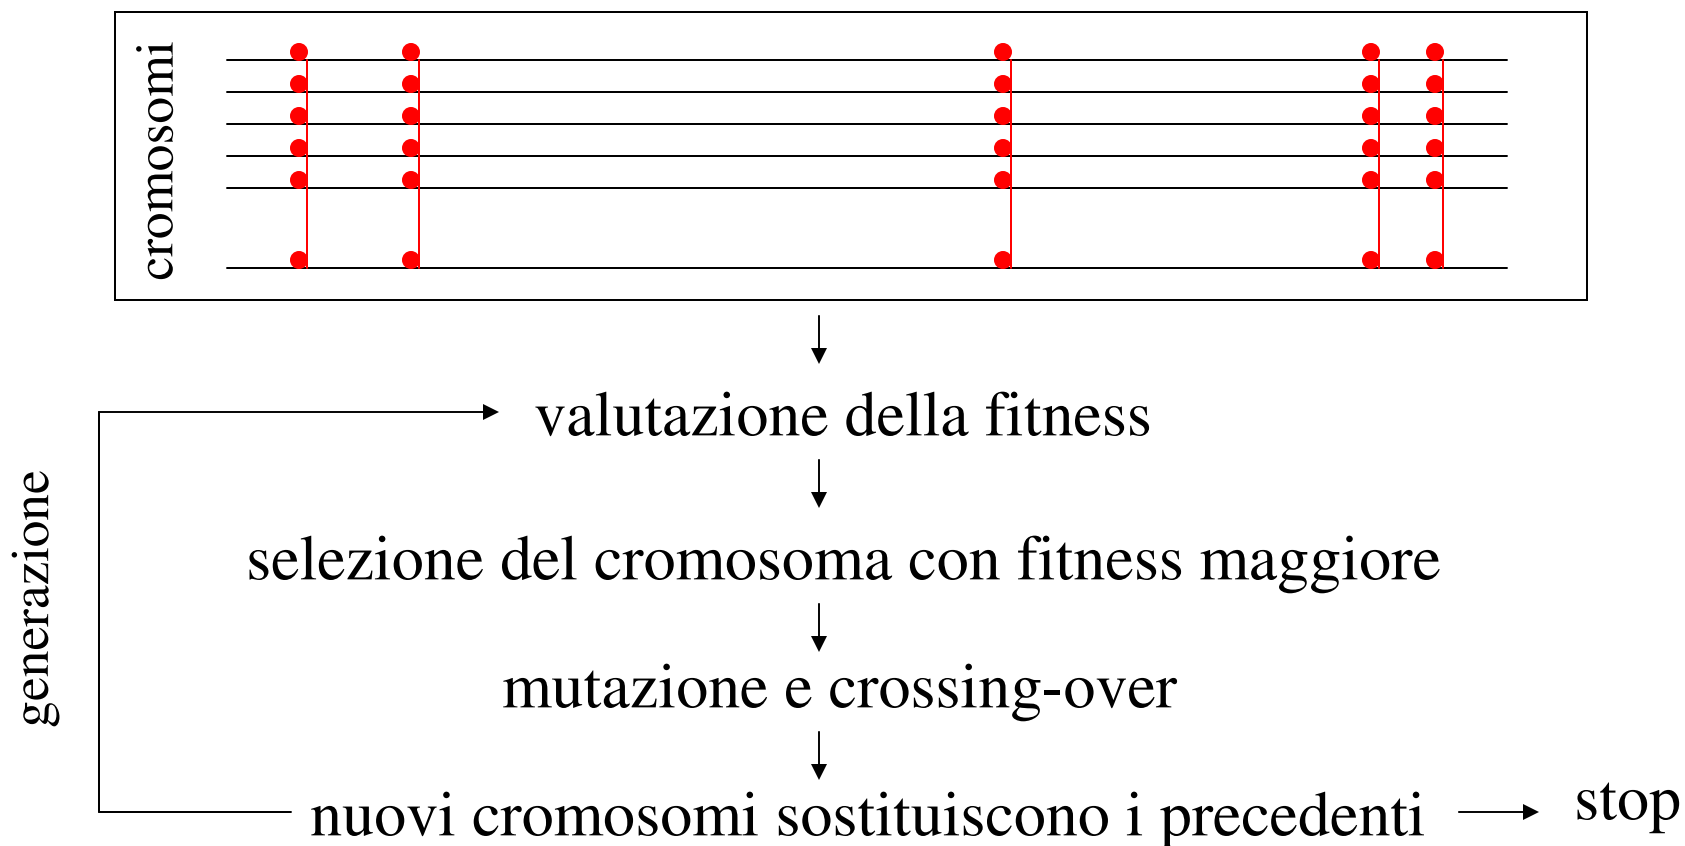 cromosomi
valutazione della fitness
generazione
selezione del cromosoma con fitness maggiore
mutazione e crossing-over
nuovi cromosomi sostituiscono i precedenti
stop